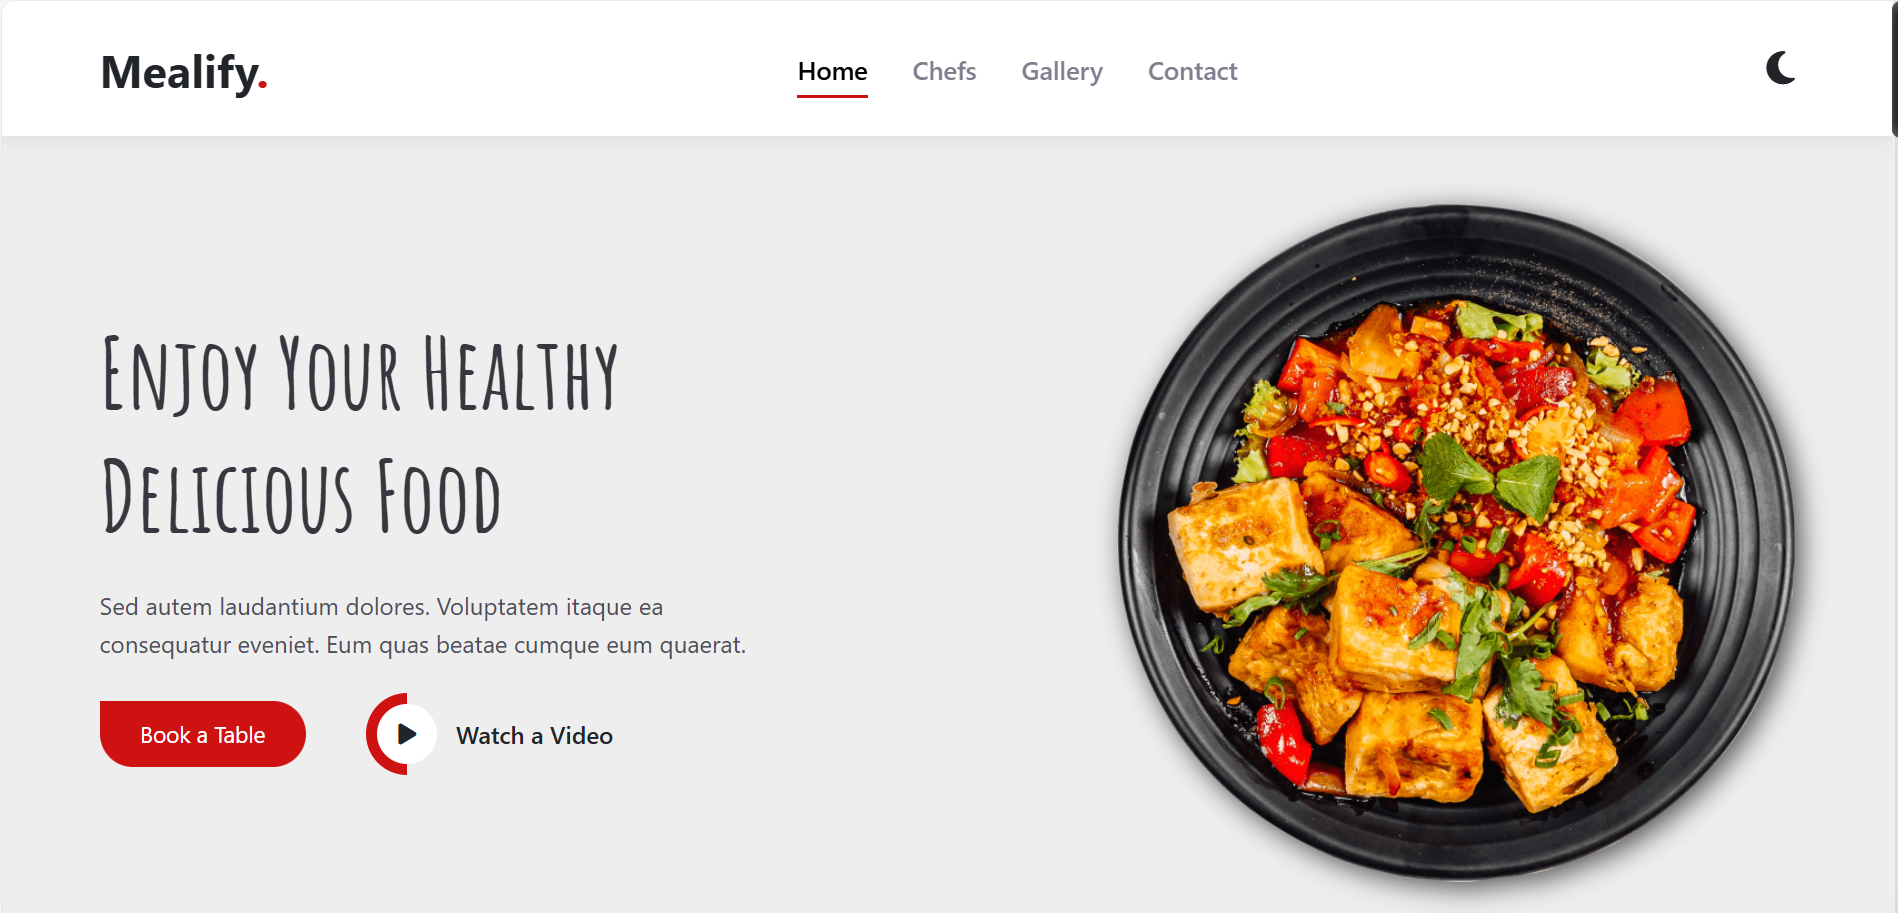 Mealify.
Home
Chefs
Gallery
Contact
Enjoy Your Healthy
Delicious Food
Sed autem laudantium dolores. Voluptatem itaque ea
consequatur eveniet. Eum quas beatae cumque eum quaerat.
Book a Table
Watch a Video